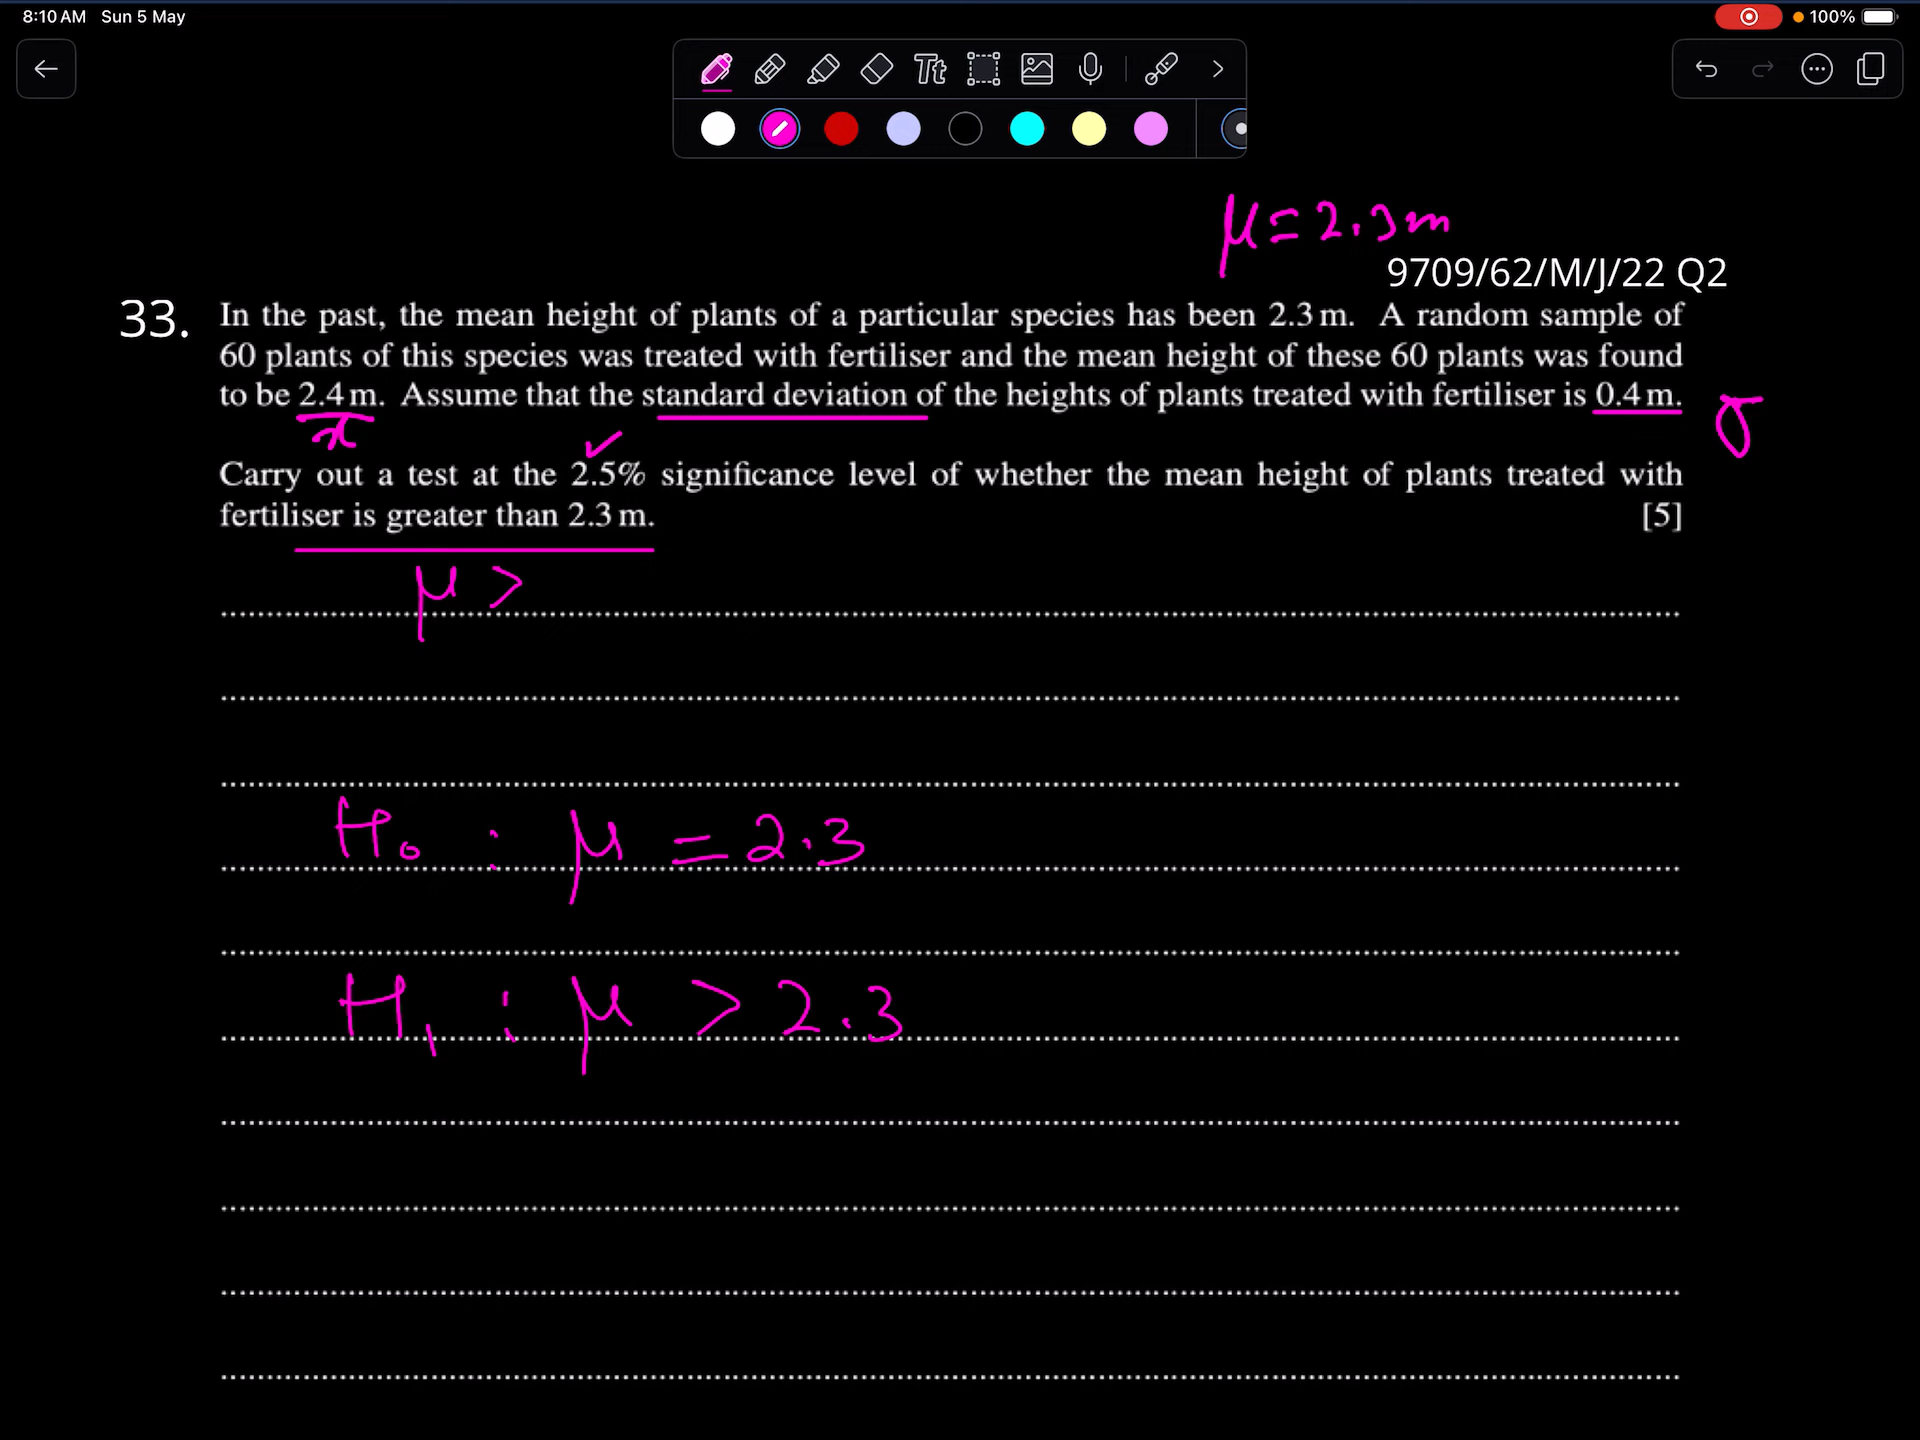 8:10 AM Sun 5 May
100%
Tt
μ = 2.3m
9709/62/M/J/22 Q2
33. In the past, the mean height of plants of a particular species has been 2.3 m. A random sample of
60 plants of this species was treated with fertiliser and the mean height of these 60 plants was found
to be 2.4 m. Assume that the standard deviation of the heights of plants treated with fertiliser is 0.4 m.
x̄ ✓ σ
Carry out a test at the 2.5% significance level of whether the mean height of plants treated with
fertiliser is greater than 2.3 m. [5]
μ >
H₀ : μ = 2.3
H₁ : μ > 2.3